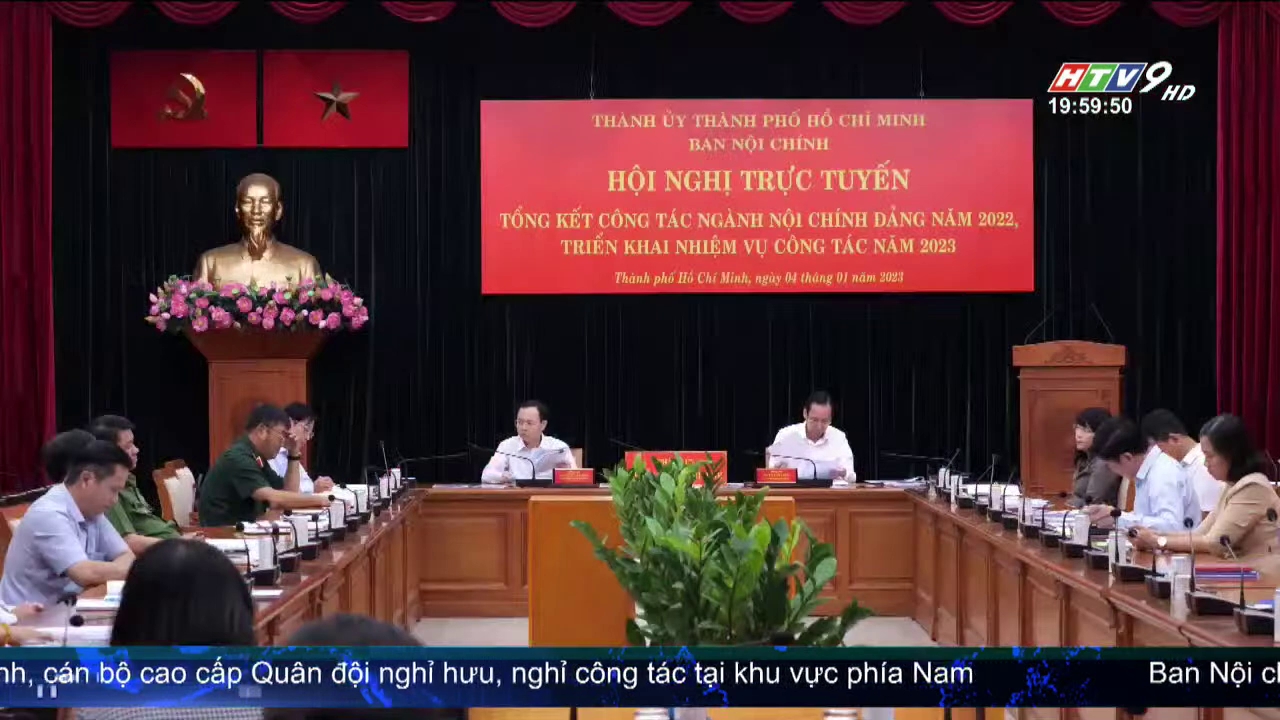 HTV9 HD
19:59:50
THÀNH ỦY THÀNH PHỐ HỒ CHÍ MINH
BAN NỘI CHÍNH
HỘI NGHỊ TRỰC TUYẾN
TỔNG KẾT CÔNG TÁC NGÀNH NỘI CHÍNH ĐẢNG NĂM 2022,
TRIỂN KHAI NHIỆM VỤ CÔNG TÁC NĂM 2023
Thành phố Hồ Chí Minh, ngày 04 tháng 01 năm 2023
nh, cán bộ cao cấp Quân đội nghỉ hưu, nghỉ công tác tại khu vực phía Nam
Ban Nội ch